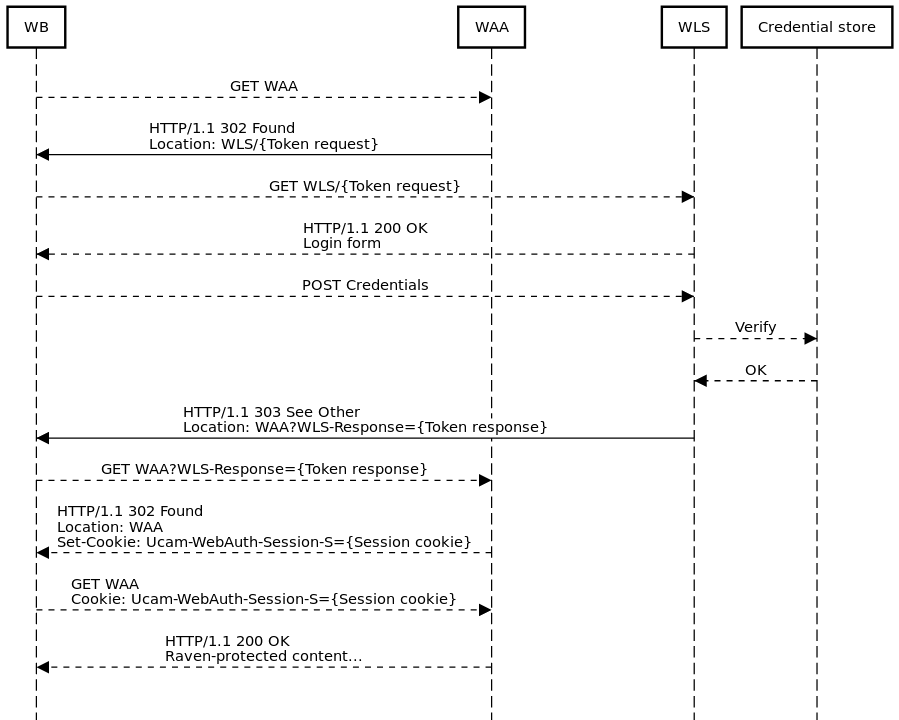 WB
WAA
WLS
Credential store
GET WAA
HTTP/1.1 302 Found
Location: WLS/{Token request}
GET WLS/{Token request}
HTTP/1.1 200 OK
Login form
POST Credentials
Verify
OK
HTTP/1.1 303 See Other
Location: WAA?WLS-Response={Token response}
GET WAA?WLS-Response={Token response}
HTTP/1.1 302 Found
Location: WAA
Set-Cookie: Ucam-WebAuth-Session-S={Session cookie}
GET WAA
Cookie: Ucam-WebAuth-Session-S={Session cookie}
HTTP/1.1 200 OK
Raven-protected content...